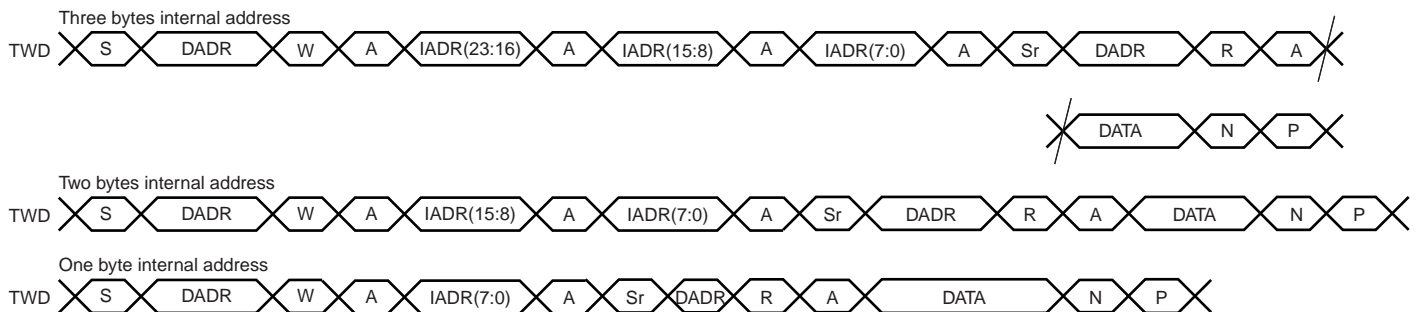 Three bytes internal address
TWD S DADR W A IADR(23:16) A IADR(15:8) A IADR(7:0) A Sr DADR R A
DATA N P
Two bytes internal address
TWD S DADR W A IADR(15:8) A IADR(7:0) A Sr DADR R A DATA N P
One byte internal address
TWD S DADR W A IADR(7:0) A Sr DADR R A DATA N P